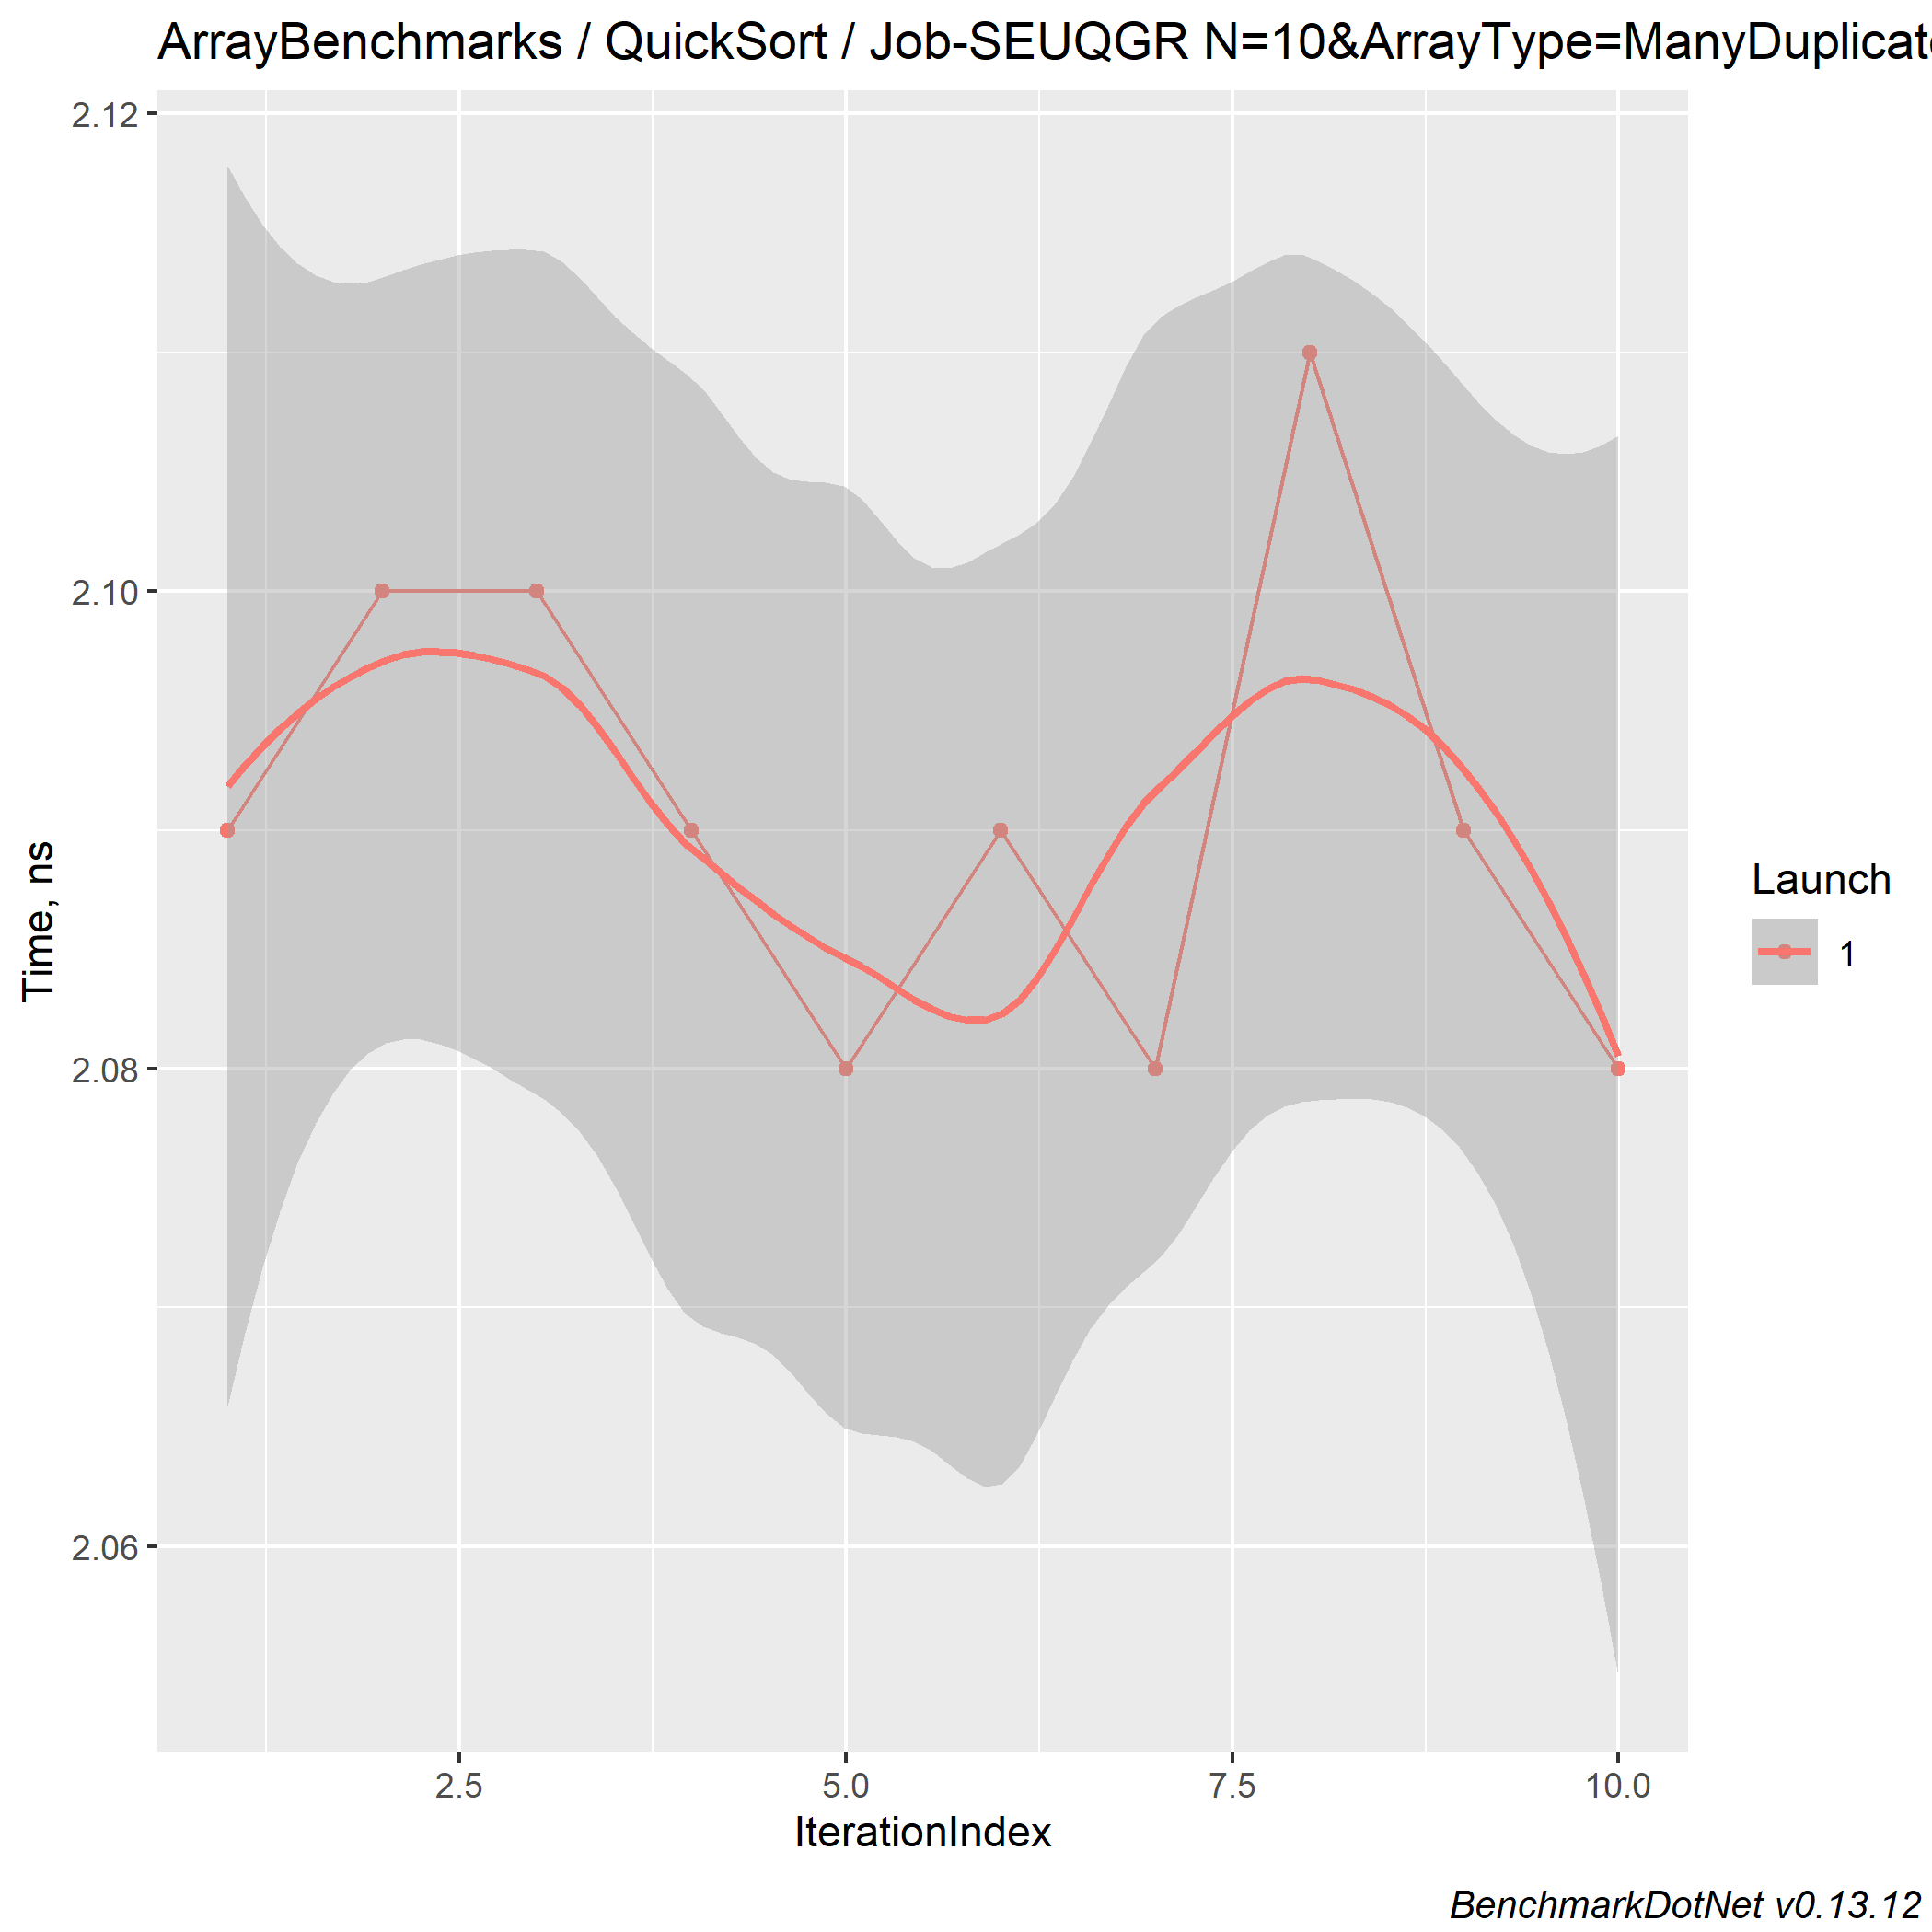 ArrayBenchmarks / QuickSort / Job-SEUQGR N=10&ArrayType=ManyDuplicate
2.12
2.10
2.08
2.06
Time, ns
2.5 5.0 7.5 10.0
IterationIndex
Launch
1
BenchmarkDotNet v0.13.12